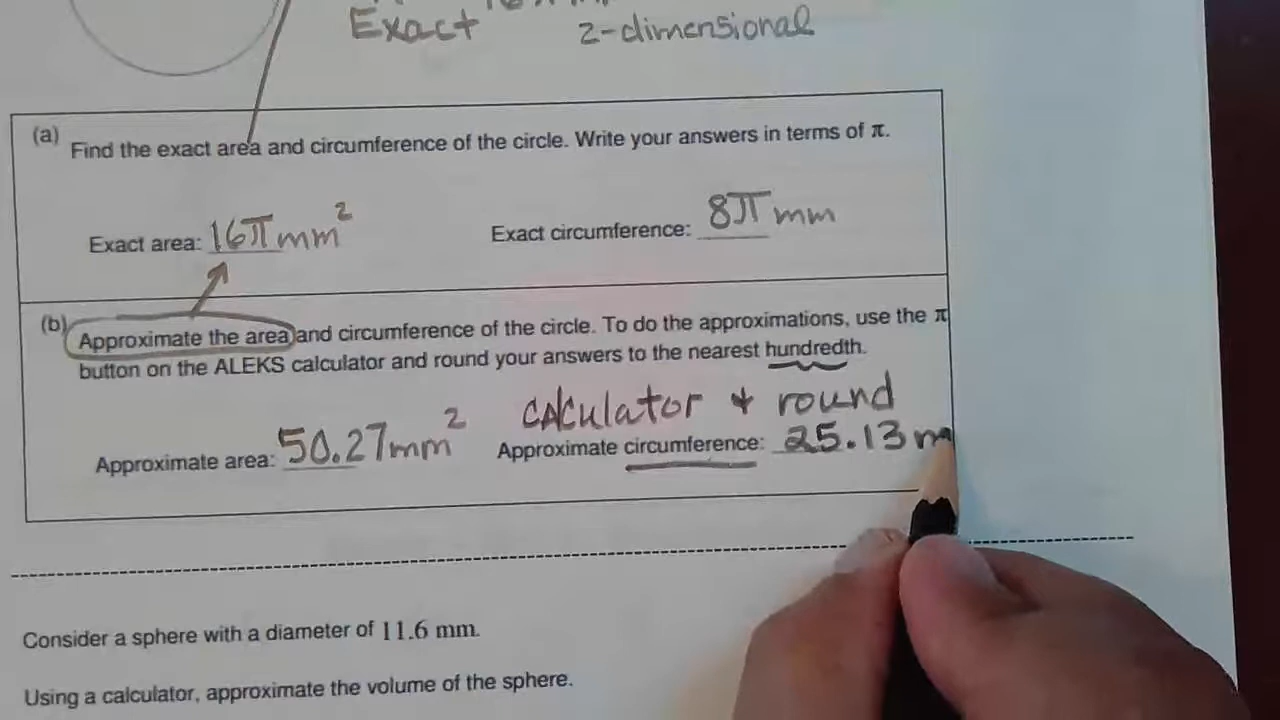 Exact
2-dimensional
(a)
Find the exact area and circumference of the circle. Write your answers in terms of π.
Exact area: 16π mm²
Exact circumference: 8π mm
(b)
Approximate the area and circumference of the circle. To do the approximations, use the π
button on the ALEKS calculator and round your answers to the nearest hundredth.
CAlculator + round
Approximate area: 50.27mm²
Approximate circumference: 25.13 m
Consider a sphere with a diameter of 11.6 mm.
Using a calculator, approximate the volume of the sphere.